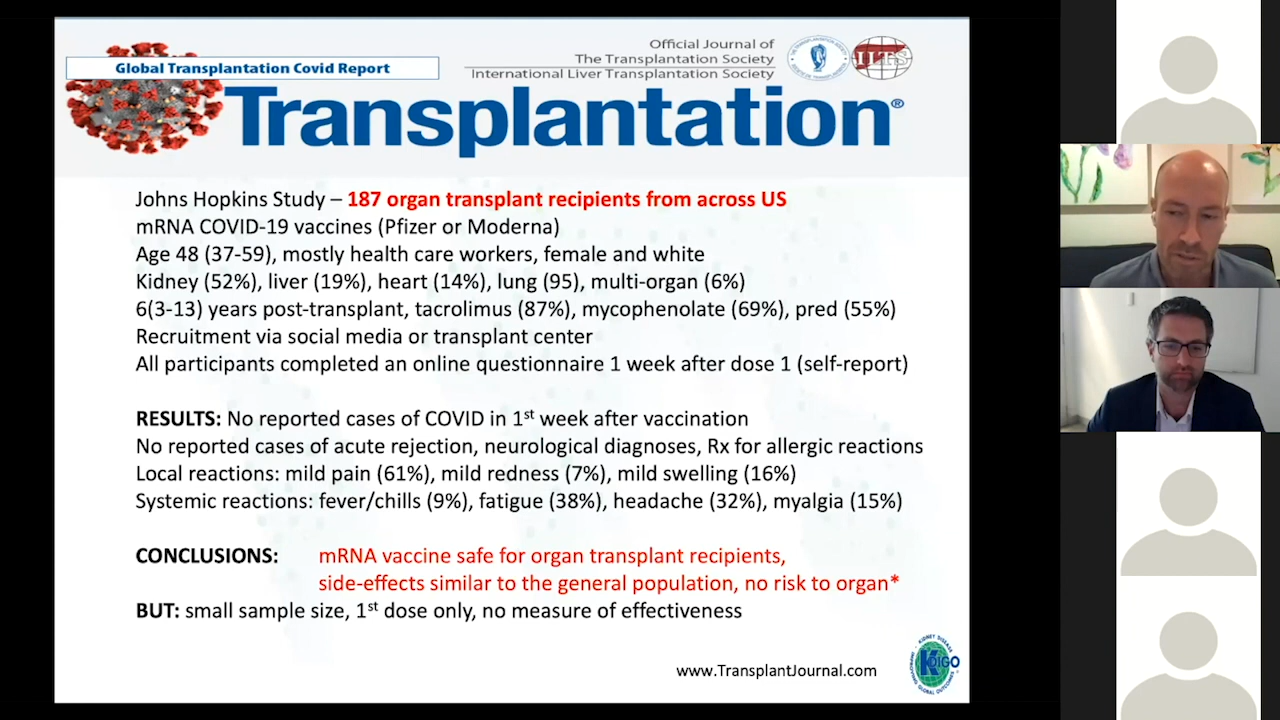 Global Transplantation Covid Report
Official Journal of
The Transplantation Society
International Liver Transplantation Society
ILTS
Transplantation®
Johns Hopkins Study – 187 organ transplant recipients from across US
mRNA COVID-19 vaccines (Pfizer or Moderna)
Age 48 (37-59), mostly health care workers, female and white
Kidney (52%), liver (19%), heart (14%), lung (95), multi-organ (6%)
6(3-13) years post-transplant, tacrolimus (87%), mycophenolate (69%), pred (55%)
Recruitment via social media or transplant center
All participants completed an online questionnaire 1 week after dose 1 (self-report)
RESULTS: No reported cases of COVID in 1st week after vaccination
No reported cases of acute rejection, neurological diagnoses, Rx for allergic reactions
Local reactions: mild pain (61%), mild redness (7%), mild swelling (16%)
Systemic reactions: fever/chills (9%), fatigue (38%), headache (32%), myalgia (15%)
CONCLUSIONS: mRNA vaccine safe for organ transplant recipients,
side-effects similar to the general population, no risk to organ*
BUT: small sample size, 1st dose only, no measure of effectiveness
www.TransplantJournal.com
KIDNEY DISEASE
KDIGO
IMPROVING GLOBAL OUTCOMES